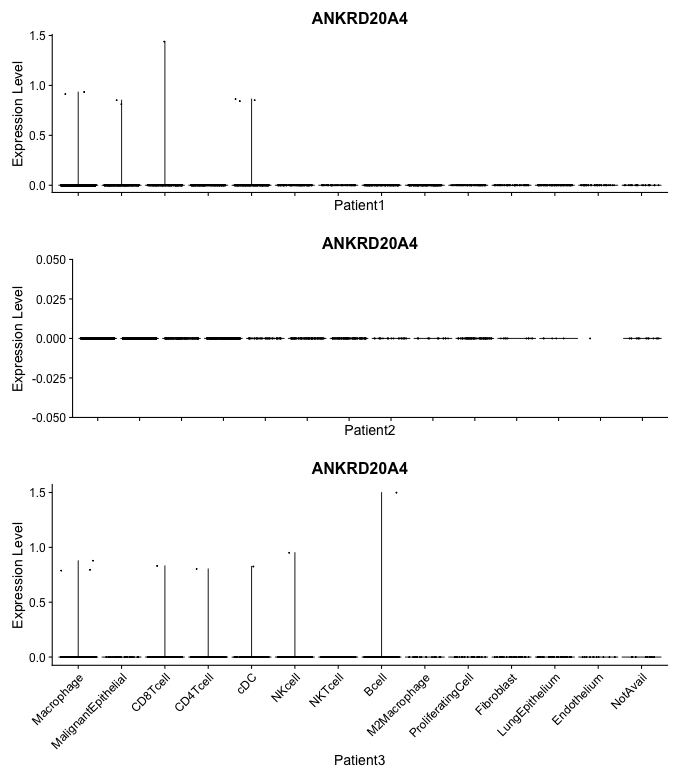 ANKRD20A4
Expression Level
1.5
1.0
0.5
0.0
Patient1
ANKRD20A4
Expression Level
0.050
0.025
0.000
-0.025
-0.050
Patient2
ANKRD20A4
Expression Level
1.5
1.0
0.5
0.0
Macrophage
MalignantEpithelial
CD8Tcell
CD4Tcell
cDC
NKcell
NKTcell
Bcell
M2Macrophage
ProliferatingCell
Fibroblast
LungEpithelium
Endothelium
NotAvail
Patient3